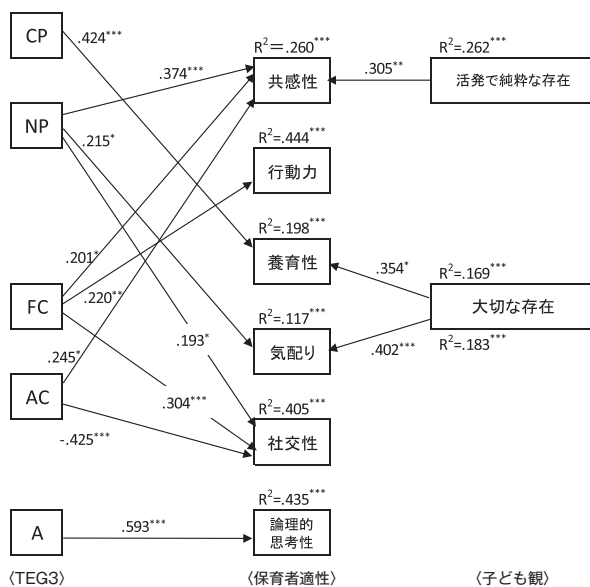 CP
.424***
R²＝.260***
R²=.262***
.374***
共感性
.305**
活発で純粋な存在
NP
.215*
R²=.444***
行動力
R²=.198***
.201*
養育性
.354*
R²=.169***
FC
.220**
大切な存在
R²=.117***
.193*
気配り
.402***
R²=.183***
.245*
AC
.304***
R²=.405***
-.425***
社交性
R²=.435***
A
.593***
論理的
思考性
〈TEG3〉
〈保育者適性〉
〈子ども観〉